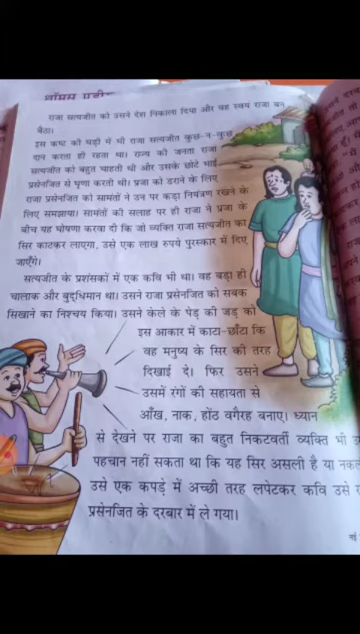 राजा सत्यजीत को उसने देश निकाला दिया और वह स्वयं राजा बन
बैठा।
इस कष्ट की घड़ी में भी राजा सत्यजीत कुछ-न-कुछ
दान करता ही रहता था। राज्य की जनता राजा
सत्यजीत को बहुत चाहती थी और उसके छोटे भाई
प्रसेनजित से घृणा करती थी। प्रजा को डराने के लिए
राजा प्रसेनजित को सामंतों ने उन पर कड़ा नियंत्रण रखने के
लिए समझाया। सामंतों की सलाह पर ही राजा ने प्रजा के
बीच यह घोषणा करवा दी कि जो व्यक्ति राजा सत्यजीत का
सिर काटकर लाएगा, उसे एक लाख रुपये पुरस्कार में दिए
जाएँगे।
सत्यजीत के प्रशंसकों में एक कवि भी था। वह बड़ा ही
चालाक और बुद्धिमान था। उसने राजा प्रसेनजित को सबक
सिखाने का निश्चय किया। उसने केले के पेड़ की जड़ को
इस आकार में काटा-छाँटा कि
वह मनुष्य के सिर की तरह
दिखाई दे। फिर उसने
उसमें रंगों की सहायता से
आँख, नाक, होंठ वगैरह बनाए। ध्यान
से देखने पर राजा का बहुत निकटवर्ती व्यक्ति भी
पहचान नहीं सकता था कि यह सिर असली है या
उसे एक कपड़े में अच्छी तरह लपेटकर कवि उसे
प्रसेनजित के दरबार में ले गया।